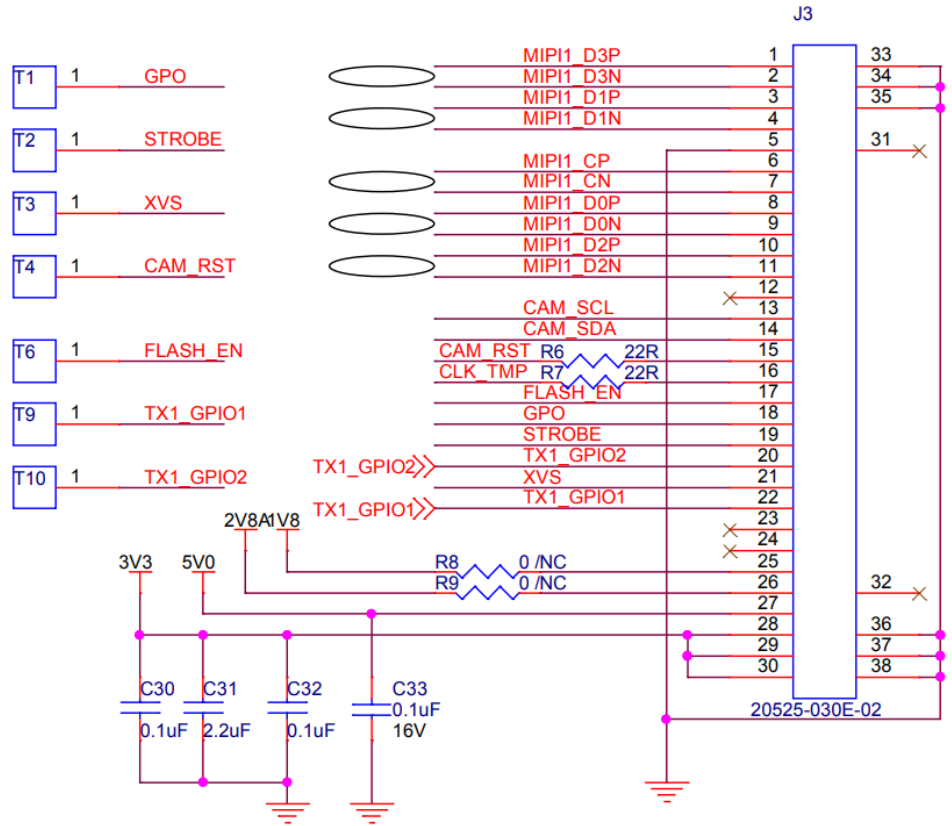 J3
T1 1 GPO
T2 1 STROBE
T3 1 XVS
T4 1 CAM_RST
T6 1 FLASH_EN
T9 1 TX1_GPIO1
T10 1 TX1_GPIO2
MIPI1_D3P 1 33
MIPI1_D3N 2 34
MIPI1_D1P 3 35
MIPI1_D1N 4
5 31
MIPI1_CP 6
MIPI1_CN 7
MIPI1_D0P 8
MIPI1_D0N 9
MIPI1_D2P 10
MIPI1_D2N 11
12
CAM_SCL 13
CAM_SDA 14
CAM_RST R6 22R 15
CLK_TMP R7 22R 16
FLASH_EN 17
GPO 18
STROBE 19
TX1_GPIO2 TX1_GPIO2 20
XVS 21
TX1_GPIO1 TX1_GPIO1 22
2V8A 1V8 23
24
3V3 5V0 R8 0 /NC 25
R9 0 /NC 26 32
27
28 36
29 37
30 38
C30 C31 C32 C33
0.1uF 2.2uF 0.1uF 0.1uF
16V
20525-030E-02